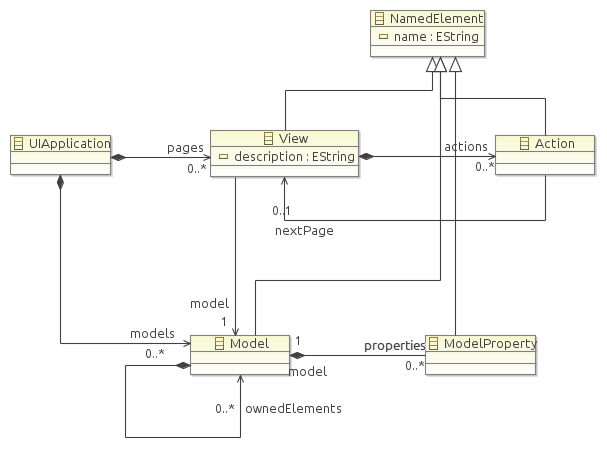 NamedElement
name : EString
UIApplication
pages
0..*
View
description : EString
actions
0..*
Action
0..1
nextPage
model
1
models
0..*
Model
1
model
properties
0..*
ModelProperty
0..*
ownedElements